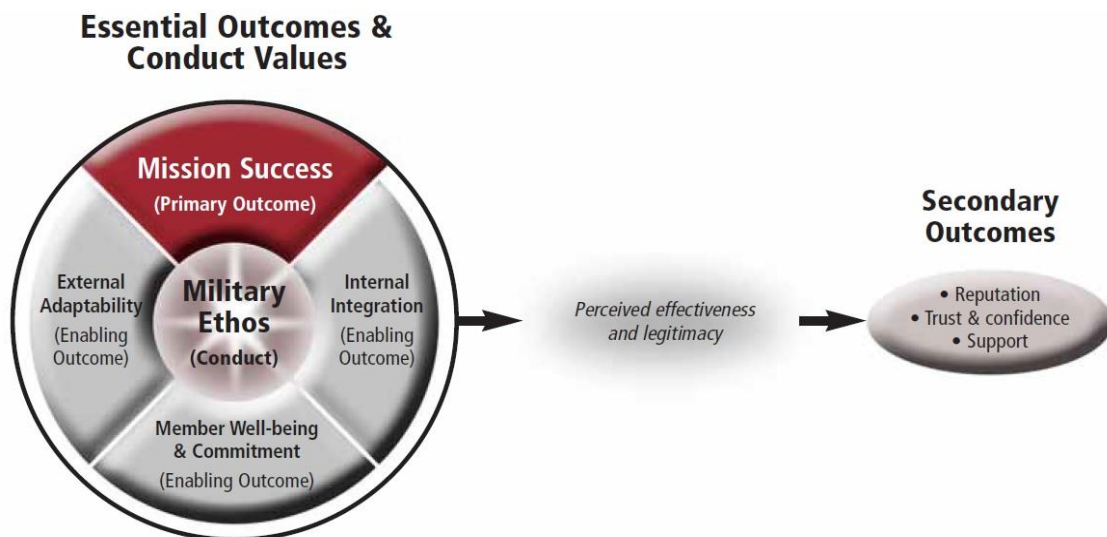 Essential Outcomes &
Conduct Values
Mission Success
(Primary Outcome)
External
Adaptability
(Enabling
Outcome)
Military
Ethos
(Conduct)
Internal
Integration
(Enabling
Outcome)
Member Well-being
& Commitment
(Enabling Outcome)
Perceived effectiveness
and legitimacy
Secondary
Outcomes
• Reputation
• Trust & confidence
• Support